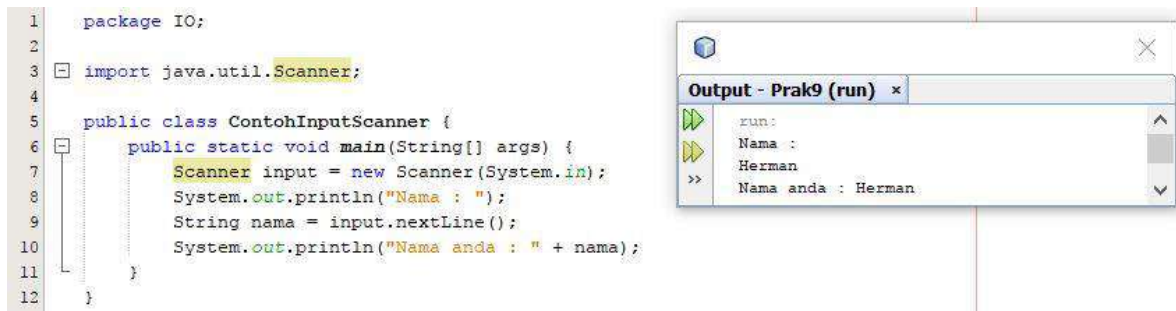 1 package IO;
2
3 import java.util.Scanner;
4
5 public class ContohInputScanner {
6 public static void main(String[] args) {
7 Scanner input = new Scanner(System.in);
8 System.out.println("Nama : ");
9 String nama = input.nextLine();
10 System.out.println("Nama anda : " + nama);
11 }
12 }
Output - Prak9 (run) ×
run:
Nama :
Herman
Nama anda : Herman